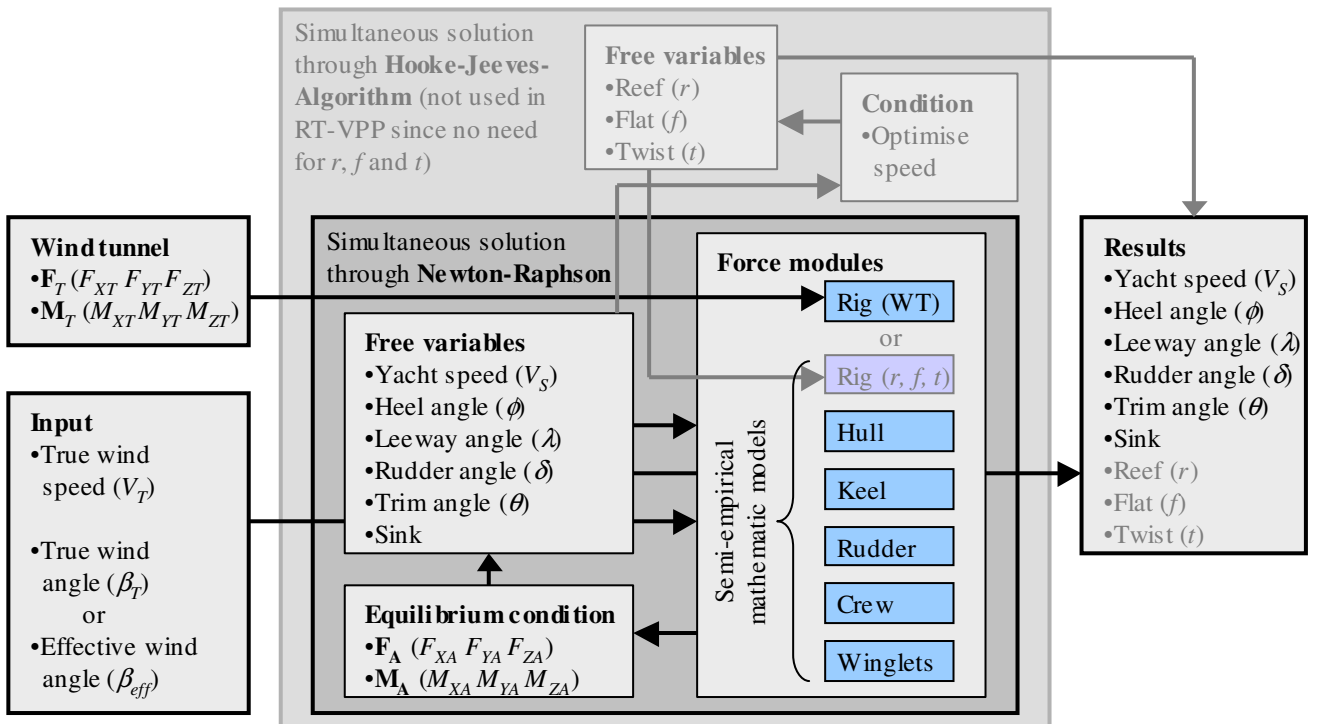 Simultaneous solution
through Hooke-Jeeves-
Algorithm (not used in
RT-VPP since no need
for r, f and t)
Free variables
•Reef (r)
•Flat (f)
•Twist (t)
Condition
•Optimise
speed
Wind tunnel
•F_T (F_XT F_YT F_ZT)
•M_T (M_XT M_YT M_ZT)
Input
•True wind
speed (V_T)
•True wind
angle (β_T)
or
•Effective wind
angle (β_eff)
Simultaneous solution
through Newton-Raphson
Free variables
•Yacht speed (V_S)
•Heel angle (ϕ)
•Leeway angle (λ)
•Rudder angle (δ)
•Trim angle (θ)
•Sink
Equilibrium condition
•F_A (F_XA F_YA F_ZA)
•M_A (M_XA M_YA M_ZA)
Force modules
Rig (WT)
or
Rig (r, f, t)
Hull
Keel
Rudder
Crew
Winglets
Semi-empirical
mathematic models
Results
•Yacht speed (V_S)
•Heel angle (ϕ)
•Leeway angle (λ)
•Rudder angle (δ)
•Trim angle (θ)
•Sink
•Reef (r)
•Flat (f)
•Twist (t)